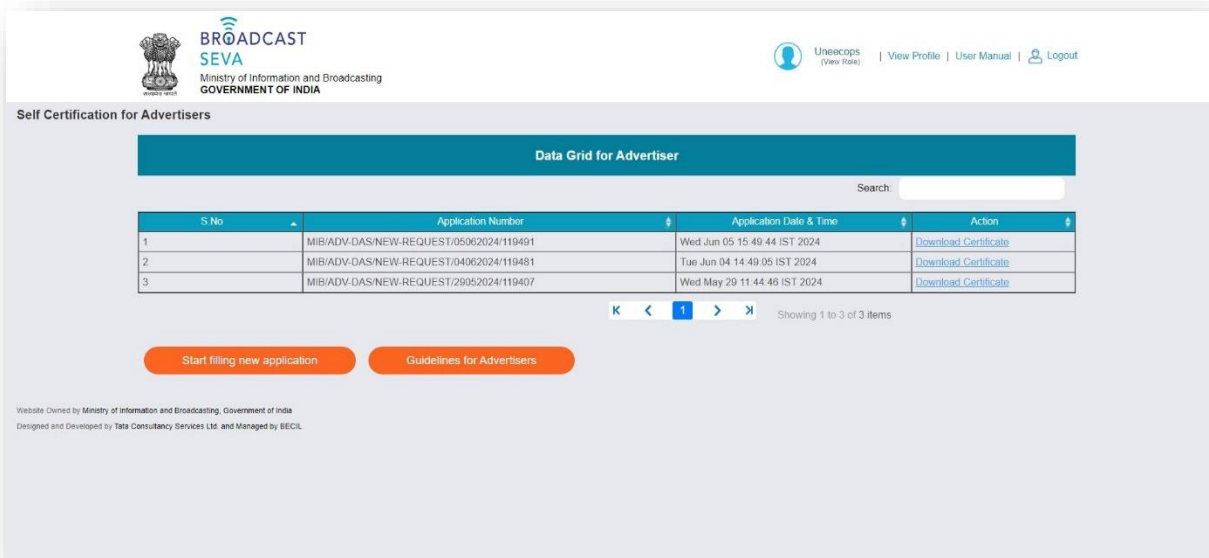 BROADCAST
SEVA
Ministry of Information and Broadcasting
GOVERNMENT OF INDIA
सत्यमेव जयते
Uneecops
(View Role)
| View Profile | User Manual | Logout
Self Certification for Advertisers
Data Grid for Advertiser
Search:
S.No Application Number Application Date & Time Action
1 MIB/ADV-DAS/NEW-REQUEST/05062024/119491 Wed Jun 05 15:49:44 IST 2024 Download Certificate
2 MIB/ADV-DAS/NEW-REQUEST/04062024/119481 Tue Jun 04 14:49:05 IST 2024 Download Certificate
3 MIB/ADV-DAS/NEW-REQUEST/29052024/119407 Wed May 29 11:44:46 IST 2024 Download Certificate
1 Showing 1 to 3 of 3 items
Start filling new application Guidelines for Advertisers
Website Owned by Ministry of Information and Broadcasting, Government of India
Designed and Developed by Tata Consultancy Services Ltd. and Managed by BECIL